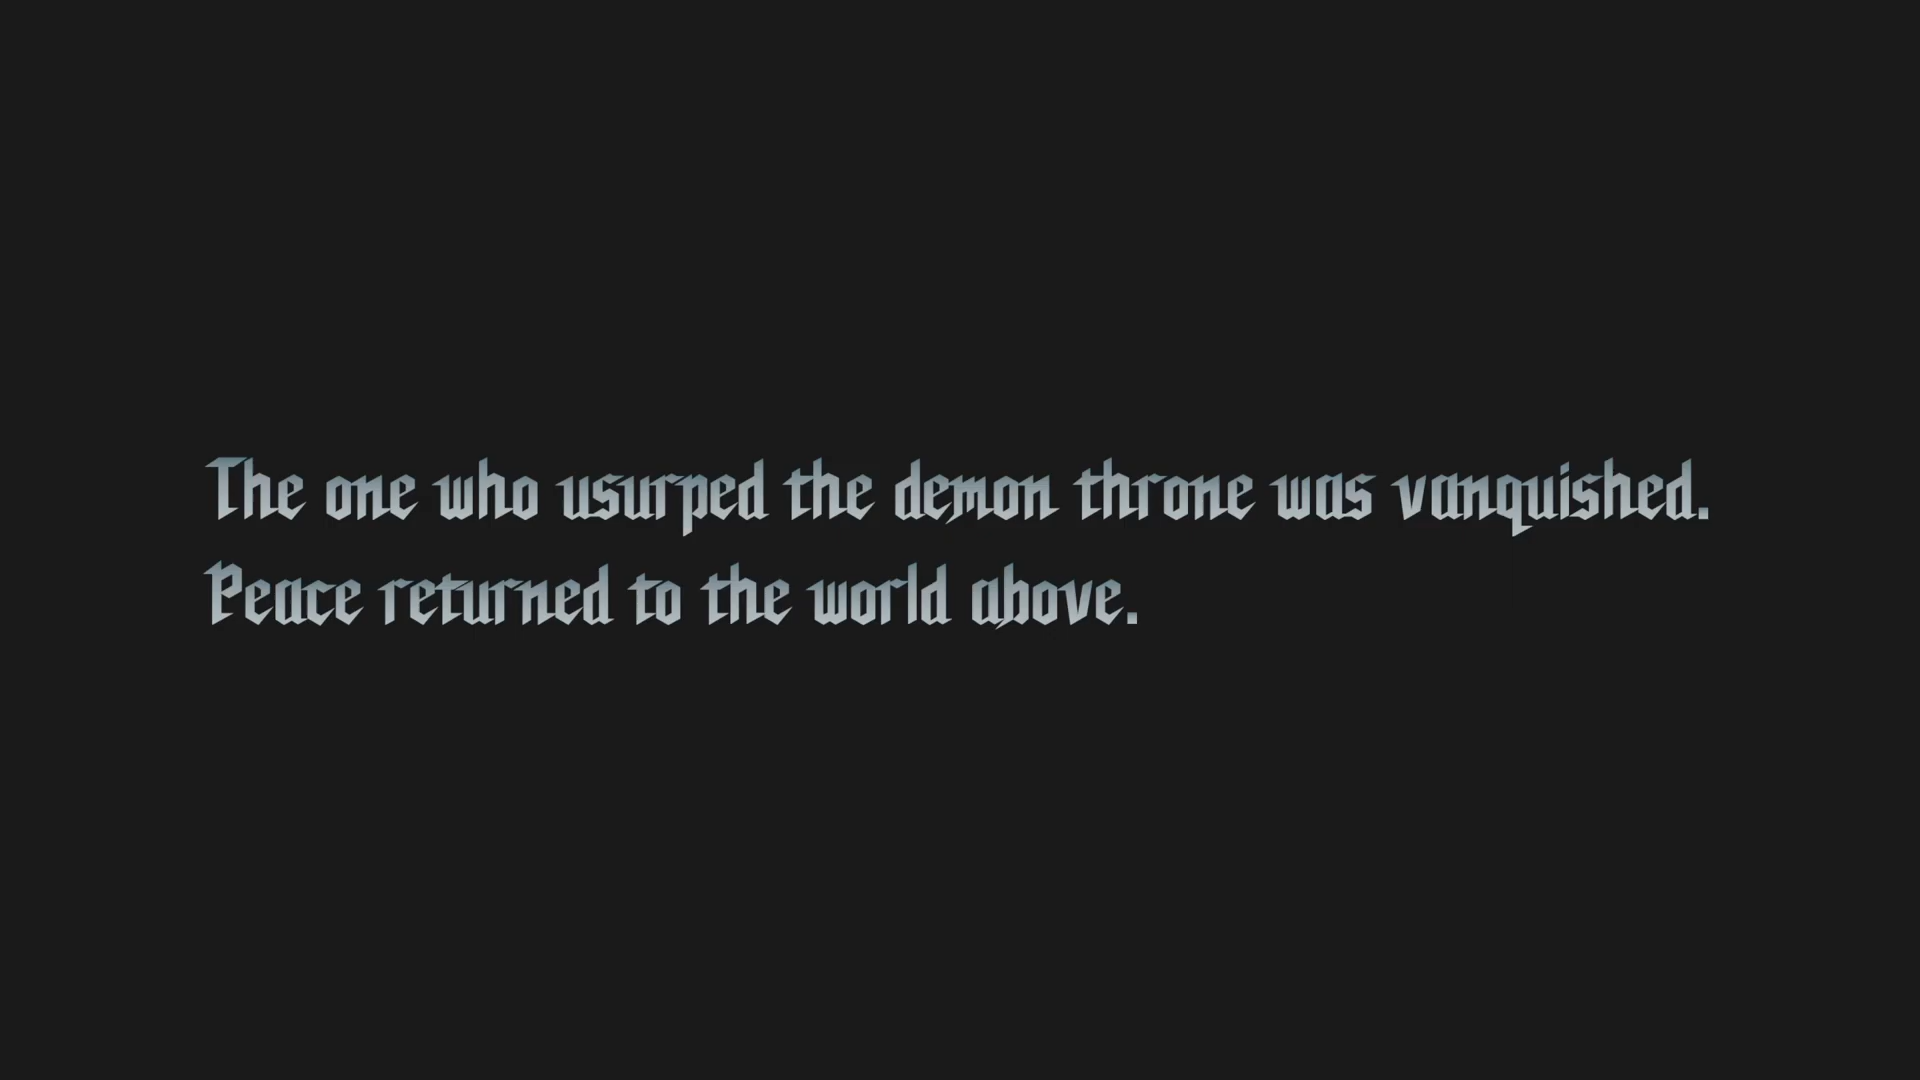 The one who usurped the demon throne was vanquished.
Peace returned to the world above.